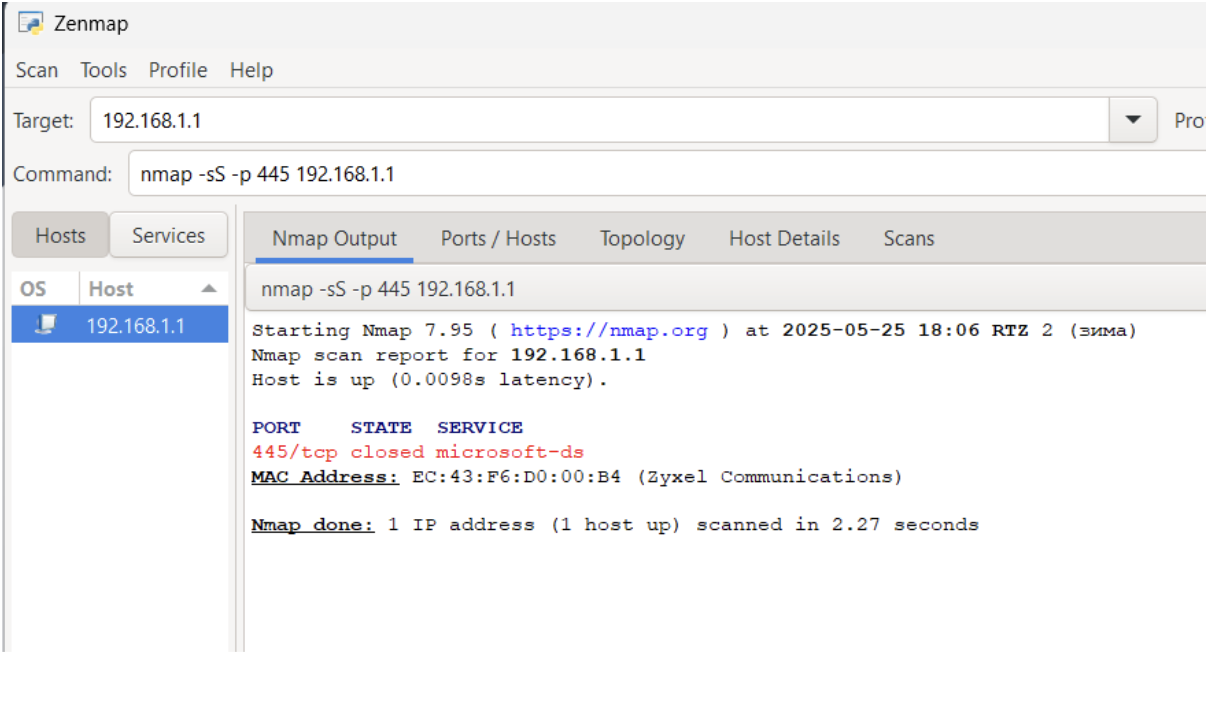 Zenmap
Scan Tools Profile Help
Target: 192.168.1.1
Command: nmap -sS -p 445 192.168.1.1
Hosts Services
Nmap Output Ports / Hosts Topology Host Details Scans
OS Host
nmap -sS -p 445 192.168.1.1
192.168.1.1
Starting Nmap 7.95 ( https://nmap.org ) at 2025-05-25 18:06 RTZ 2 (зима)
Nmap scan report for 192.168.1.1
Host is up (0.0098s latency).
PORT STATE SERVICE
445/tcp closed microsoft-ds
MAC Address: EC:43:F6:D0:00:B4 (Zyxel Communications)
Nmap done: 1 IP address (1 host up) scanned in 2.27 seconds